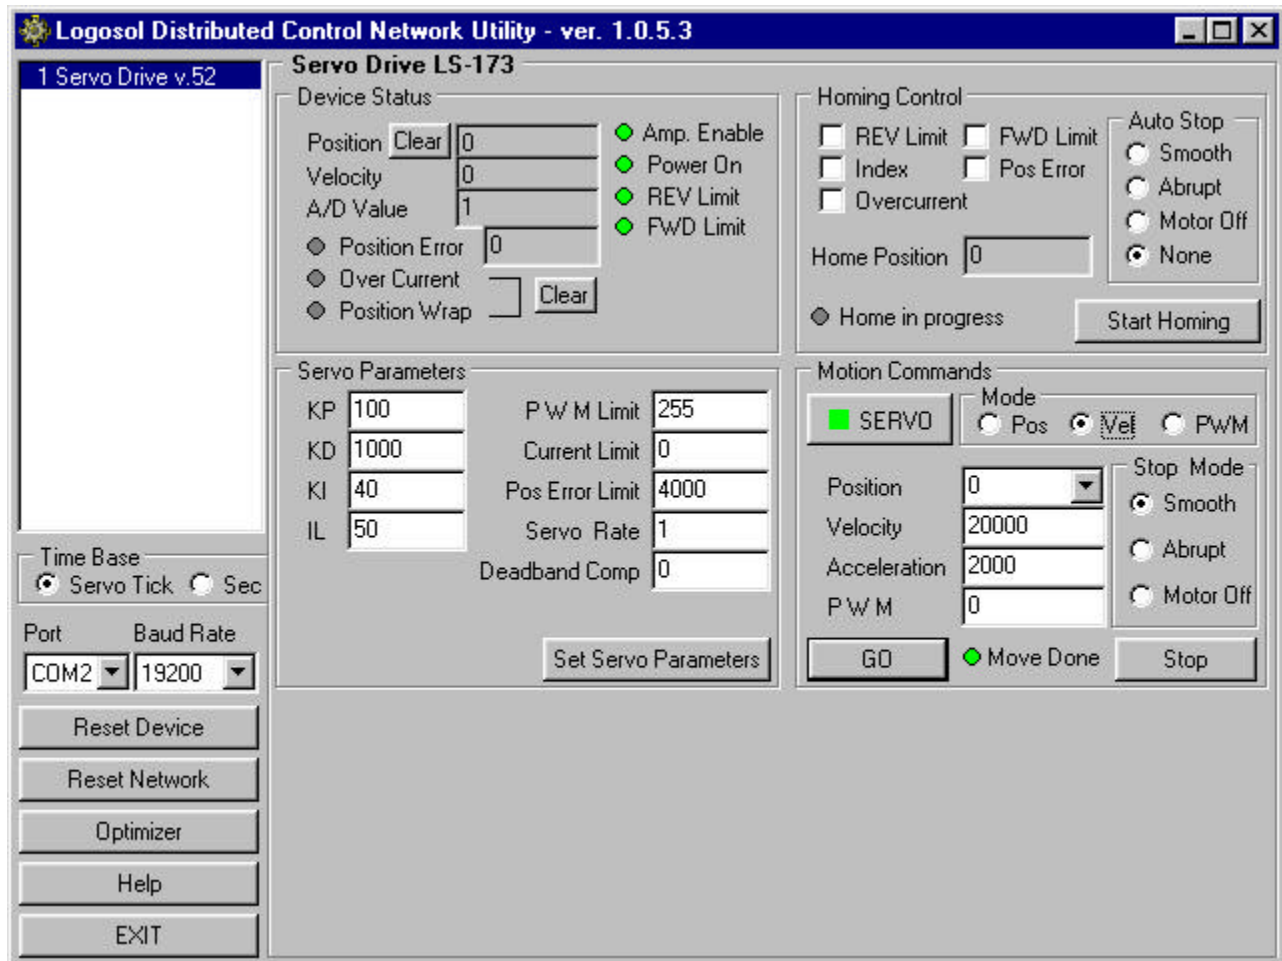 Logosol Distributed Control Network Utility - ver. 1.0.5.3
1 Servo Drive v.52
Servo Drive LS-173
Device Status
Position Clear 0
Velocity 0
A/D Value 1
Position Error 0
Over Current
Position Wrap
Clear
Amp. Enable
Power On
REV Limit
FWD Limit
Homing Control
REV Limit FWD Limit
Index Pos Error
Overcurrent
Home Position 0
Home in progress
Auto Stop
Smooth
Abrupt
Motor Off
None
Start Homing
Servo Parameters
KP 100
KD 1000
KI 40
IL 50
P W M Limit 255
Current Limit 0
Pos Error Limit 4000
Servo Rate 1
Deadband Comp 0
Set Servo Parameters
Motion Commands
SERVO
Mode
Pos Vel PWM
Position 0
Velocity 20000
Acceleration 2000
P W M 0
Stop Mode
Smooth
Abrupt
Motor Off
GO Move Done Stop
Time Base
Servo Tick Sec
Port Baud Rate
COM2 19200
Reset Device
Reset Network
Optimizer
Help
EXIT